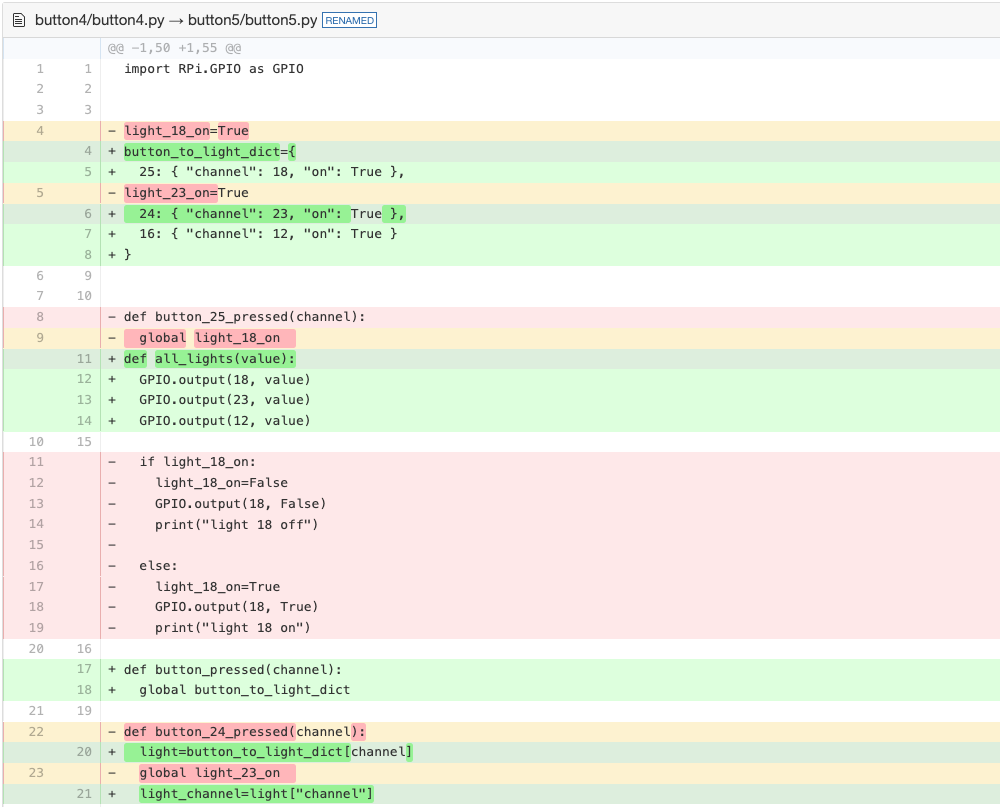 button4/button4.py → button5/button5.py RENAMED
@@ -1,50 +1,55 @@
1 1 import RPi.GPIO as GPIO
2 2
3 3
4 - light_18_on=True
4 + button_to_light_dict={
5 +   25: { "channel": 18, "on": True },
5 - light_23_on=True
6 +   24: { "channel": 23, "on": True },
7 +   16: { "channel": 12, "on": True }
8 + }
6 9
7 10
8 - def button_25_pressed(channel):
9 -   global light_18_on
11 + def all_lights(value):
12 +   GPIO.output(18, value)
13 +   GPIO.output(23, value)
14 +   GPIO.output(12, value)
10 15
11 -   if light_18_on:
12 -     light_18_on=False
13 -     GPIO.output(18, False)
14 -     print("light 18 off")
15 -
16 -   else:
17 -     light_18_on=True
18 -     GPIO.output(18, True)
19 -     print("light 18 on")
20 16
17 + def button_pressed(channel):
18 +   global button_to_light_dict
21 19
22 - def button_24_pressed(channel):
20 +   light=button_to_light_dict[channel]
23 -   global light_23_on
21 +   light_channel=light["channel"]